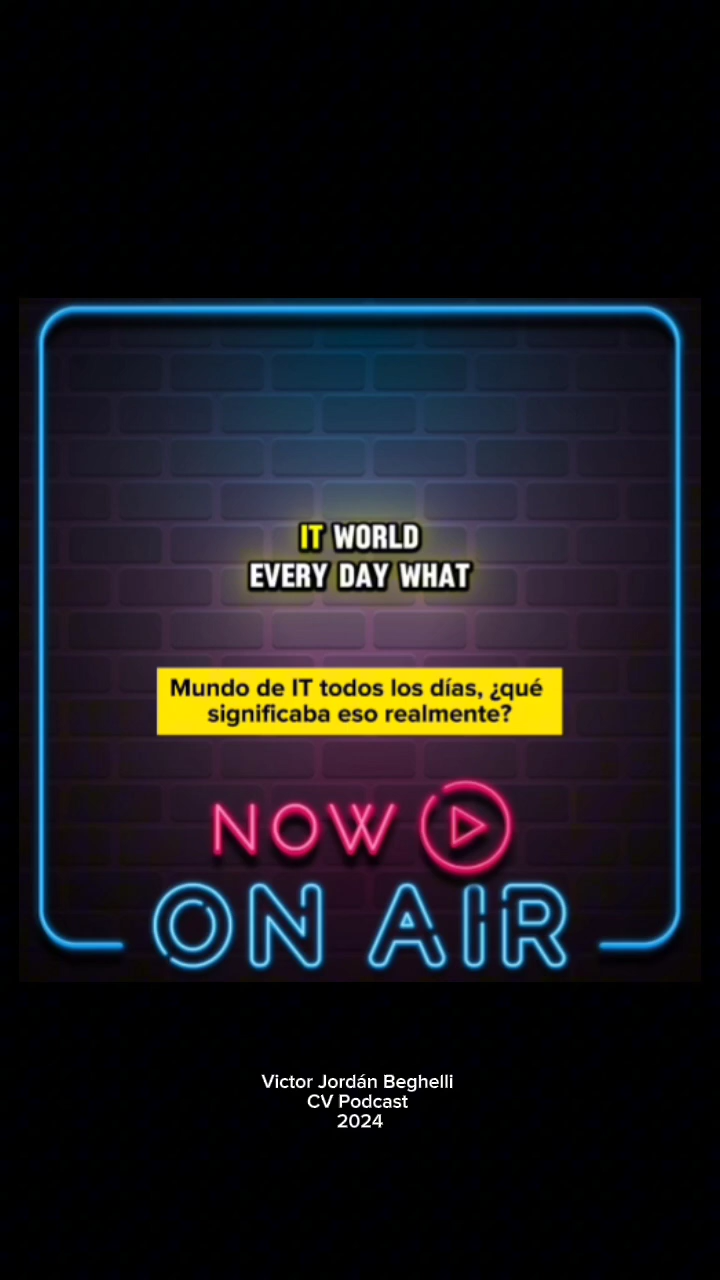 IT WORLD
EVERY DAY WHAT
Mundo de IT todos los días, ¿qué
significaba eso realmente?
NOW
ON AIR
Victor Jordán Beghelli
CV Podcast
2024